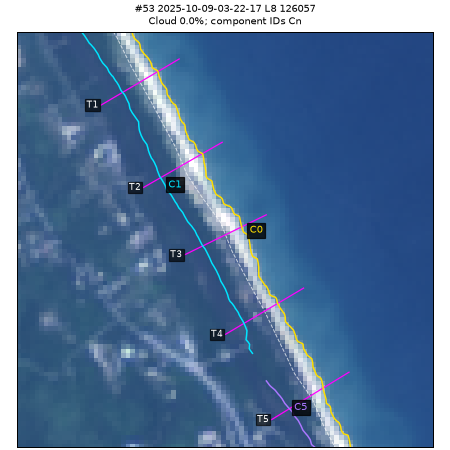 #53 2025-10-09-03-22-17 L8 126057
Cloud 0.0%; component IDs Cn
T1
T2
C1
C0
T3
T4
C5
T5